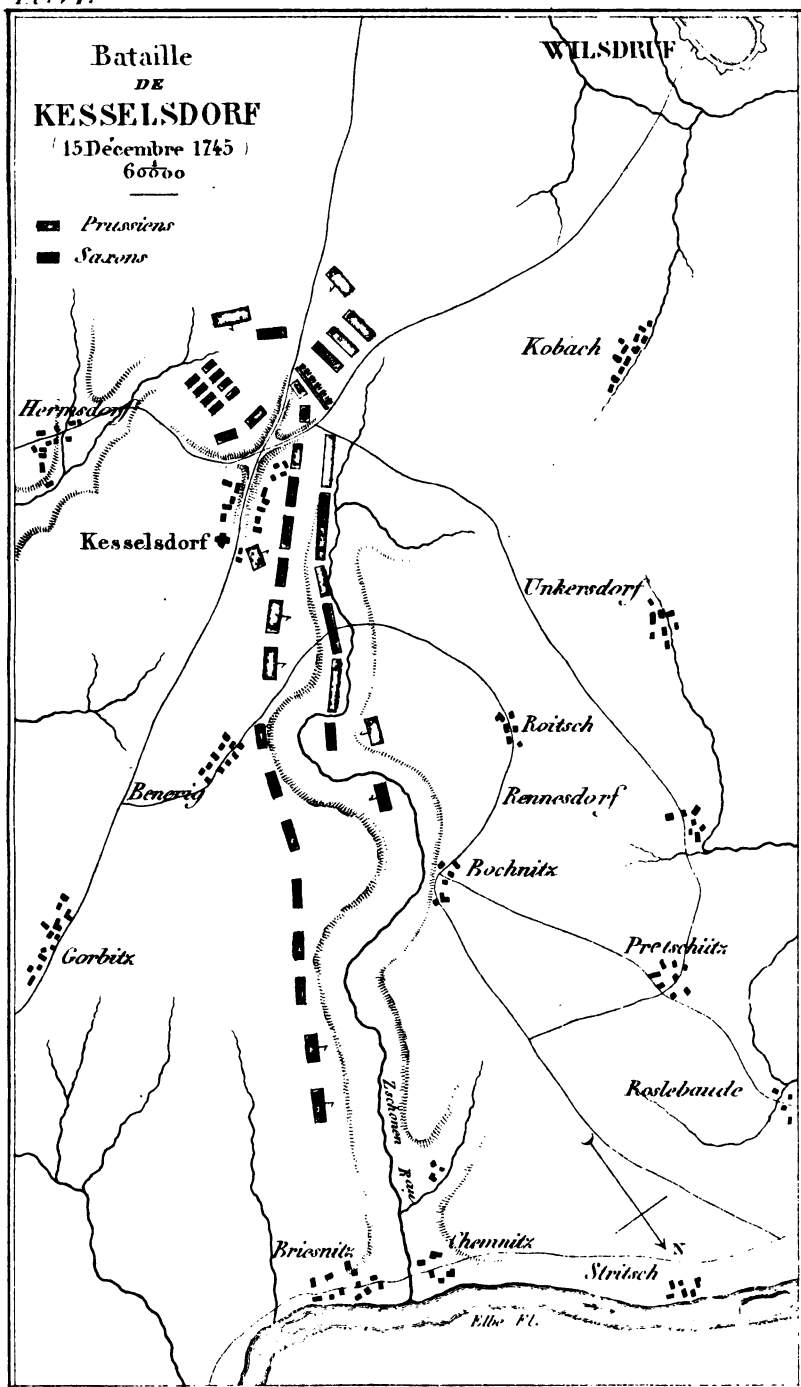 Bataille
DE
KESSELSDORF
(15 Décembre 1745)
Prussiens
Saxons
WILSDRUF
Kobach
Hermsdorff
Kesselsdorf
Unkersdorf
Roitsch
Benerig
Rennesdorf
Bochnitz
Gorbitz
Pretschütz
Roslebaude
Zschonen
Bau
N
Briesnitz
Chemnitz
Stritsch
Elbe Fl.